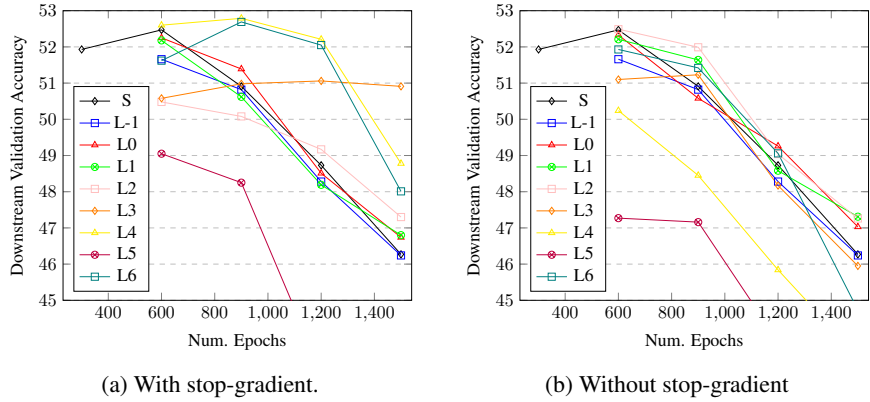 53
52
51
50
49
48
47
46
45
Downstream Validation Accuracy
S
L-1
L0
L1
L2
L3
L4
L5
L6
400 600 800 1,000 1,200 1,400
Num. Epochs
(a) With stop-gradient.
53
52
51
50
49
48
47
46
45
Downstream Validation Accuracy
S
L-1
L0
L1
L2
L3
L4
L5
L6
400 600 800 1,000 1,200 1,400
Num. Epochs
(b) Without stop-gradient